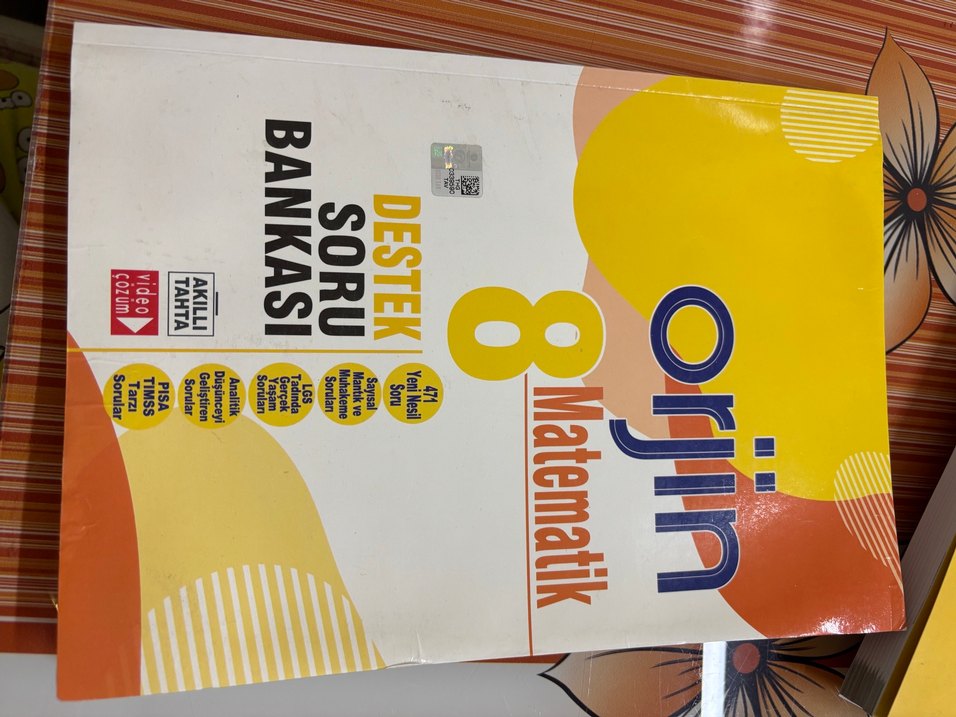 orjin
8 Matematik
DESTEK
SORU
BANKASI
471
Yeni Nesil
Soru
Sayısal
Mantık ve
Muhakeme
Soruları
LGS
Tadında
Gerçek
Yaşam
Soruları
Analitik
Düşünceyi
Geliştiren
Sorular
PISA
TIMSS
Tarzı
Sorular
AKILLI
TAHTA
video
çözüm